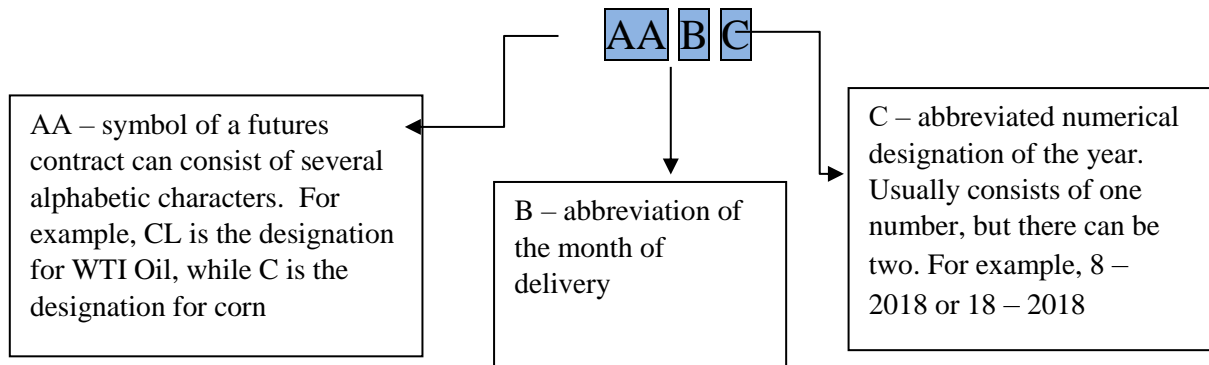 AA B C
AA – symbol of a futures
contract can consist of several
alphabetic characters.  For
example, CL is the designation
for WTI Oil, while C is the
designation for corn
B – abbreviation of
the month of
delivery
C – abbreviated numerical
designation of the year.
Usually consists of one
number, but there can be
two. For example, 8 –
2018 or 18 – 2018